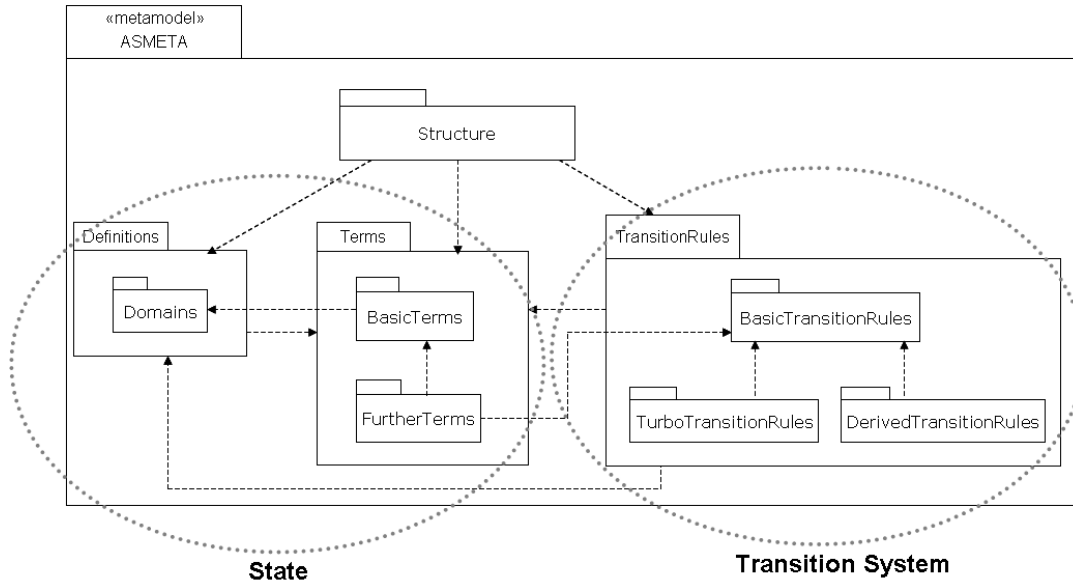 «metamodel»
ASMETA
Structure
Definitions
Terms
TransitionRules
Domains
BasicTerms
BasicTransitionRules
FurtherTerms
TurboTransitionRules
DerivedTransitionRules
State
Transition System